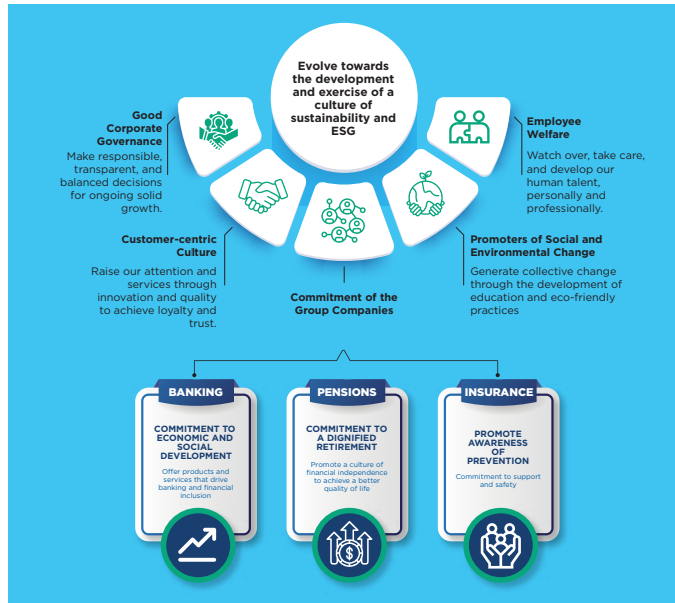 Evolve towards
the development
and exercise of a
culture of
sustainability and
ESG
Good
Corporate
Governance
Make responsible,
transparent, and
balanced decisions
for ongoing solid
growth.
Customer-centric
Culture
Raise our attention and
services through
innovation and quality
to achieve loyalty and
trust.
Commitment of the
Group Companies
Promoters of Social and
Environmental Change
Generate collective change
through the development of
education and eco-friendly
practices
Employee
Welfare
Watch over, take care,
and develop our
human talent,
personally and
professionally.
BANKING
COMMITMENT TO
ECONOMIC AND
SOCIAL
DEVELOPMENT
Offer products and
services that drive
banking and financial
inclusion
PENSIONS
COMMITMENT TO
A DIGNIFIED
RETIREMENT
Promote a culture of
financial independence
to achieve a better
quality of life
$
INSURANCE
PROMOTE
AWARENESS
OF
PREVENTION
Commitment to support
and safety